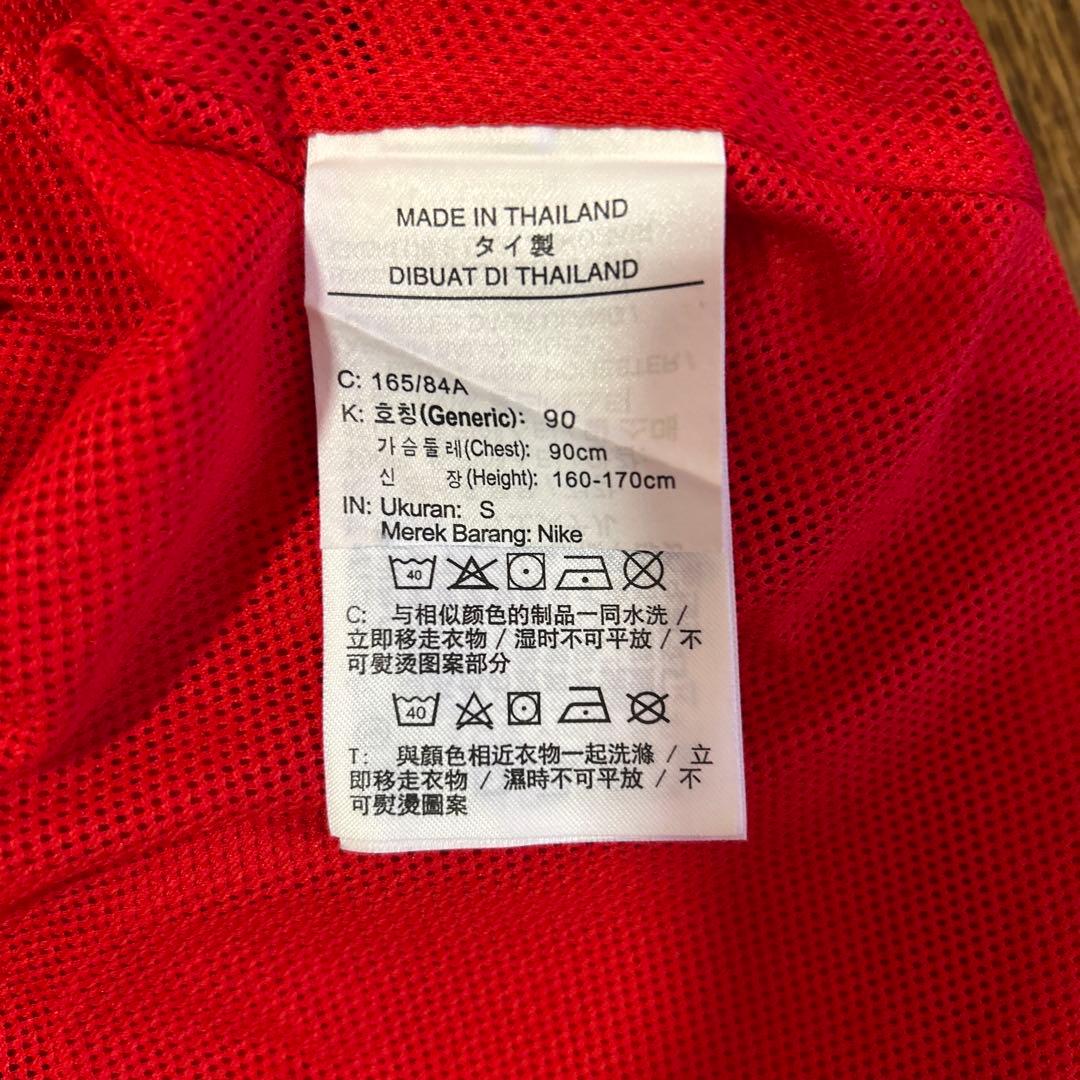 MADE IN THAILAND
タイ製
DIBUAT DI THAILAND
C: 165/84A
K: 호칭(Generic): 90
가슴둘레(Chest): 90cm
신 장(Height): 160-170cm
IN: Ukuran: S
Merek Barang: Nike
40
C: 与相似颜色的制品一同水洗 /
立即移走衣物 / 湿时不可平放 / 不
可熨烫图案部分
40
T: 與顏色相近衣物一起洗滌 / 立
即移走衣物 / 濕時不可平放 / 不
可熨燙圖案